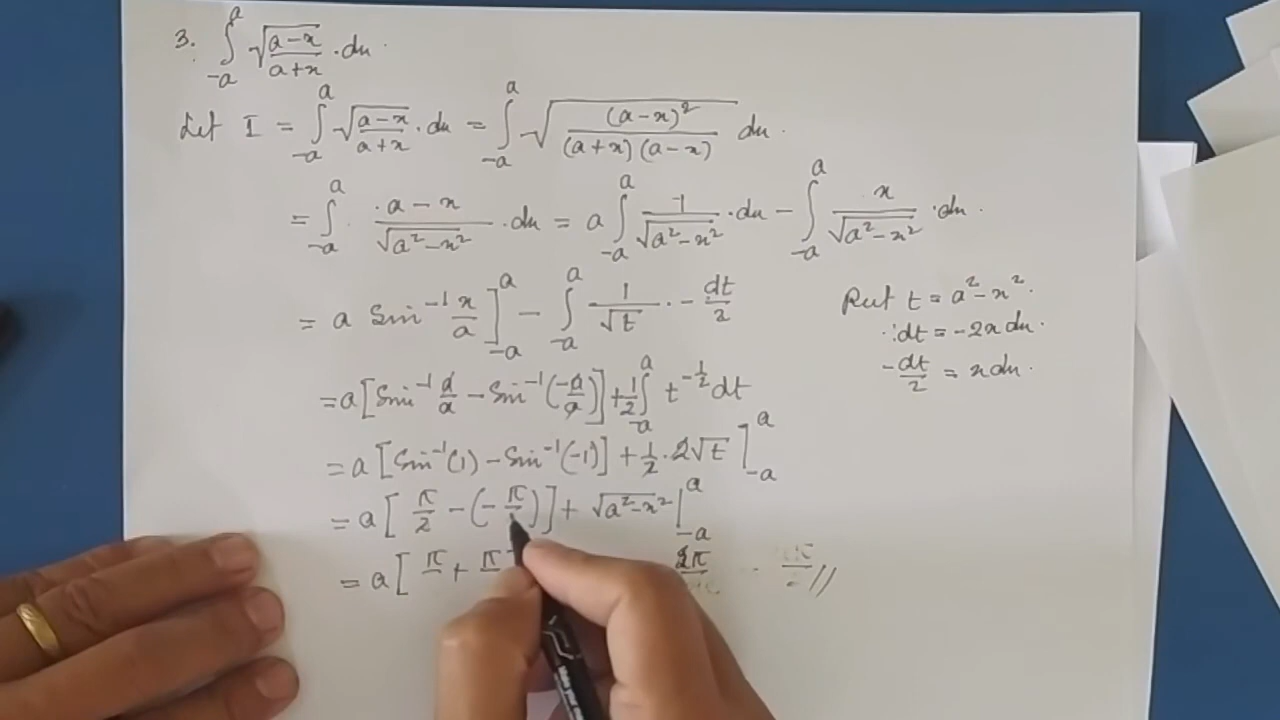 3. ∫_{-a}^{a} √((a-x)/(a+x)) · dx ·
Let I = ∫_{-a}^{a} √((a-x)/(a+x)) · dx = ∫_{-a}^{a} √((a-x)²/((a+x)(a-x))) dx ·
= ∫_{-a}^{a} (a-x)/√(a²-x²) · dx = a ∫_{-a}^{a} 1/√(a²-x²) · dx - ∫_{-a}^{a} x/√(a²-x²) · dx ·
= a Sin⁻¹ x/a ]_{-a}^{a} - ∫_{-a}^{a} 1/√t · - dt/2
Put t = a²-x² ·
∴ dt = -2x dx ·
-dt/2 = x dx ·
= a [Sin⁻¹ a/a - Sin⁻¹(-a/a)] + 1/2 ∫_{-a}^{a} t^{-1/2} dt
= a [Sin⁻¹(1) - Sin⁻¹(-1)] + 1/2 · 2√t ]_{-a}^{a}
= a [π/2 - (-π/2)] + √(a²-x²) |_{-a}^{a}
= a [π + π 2π //